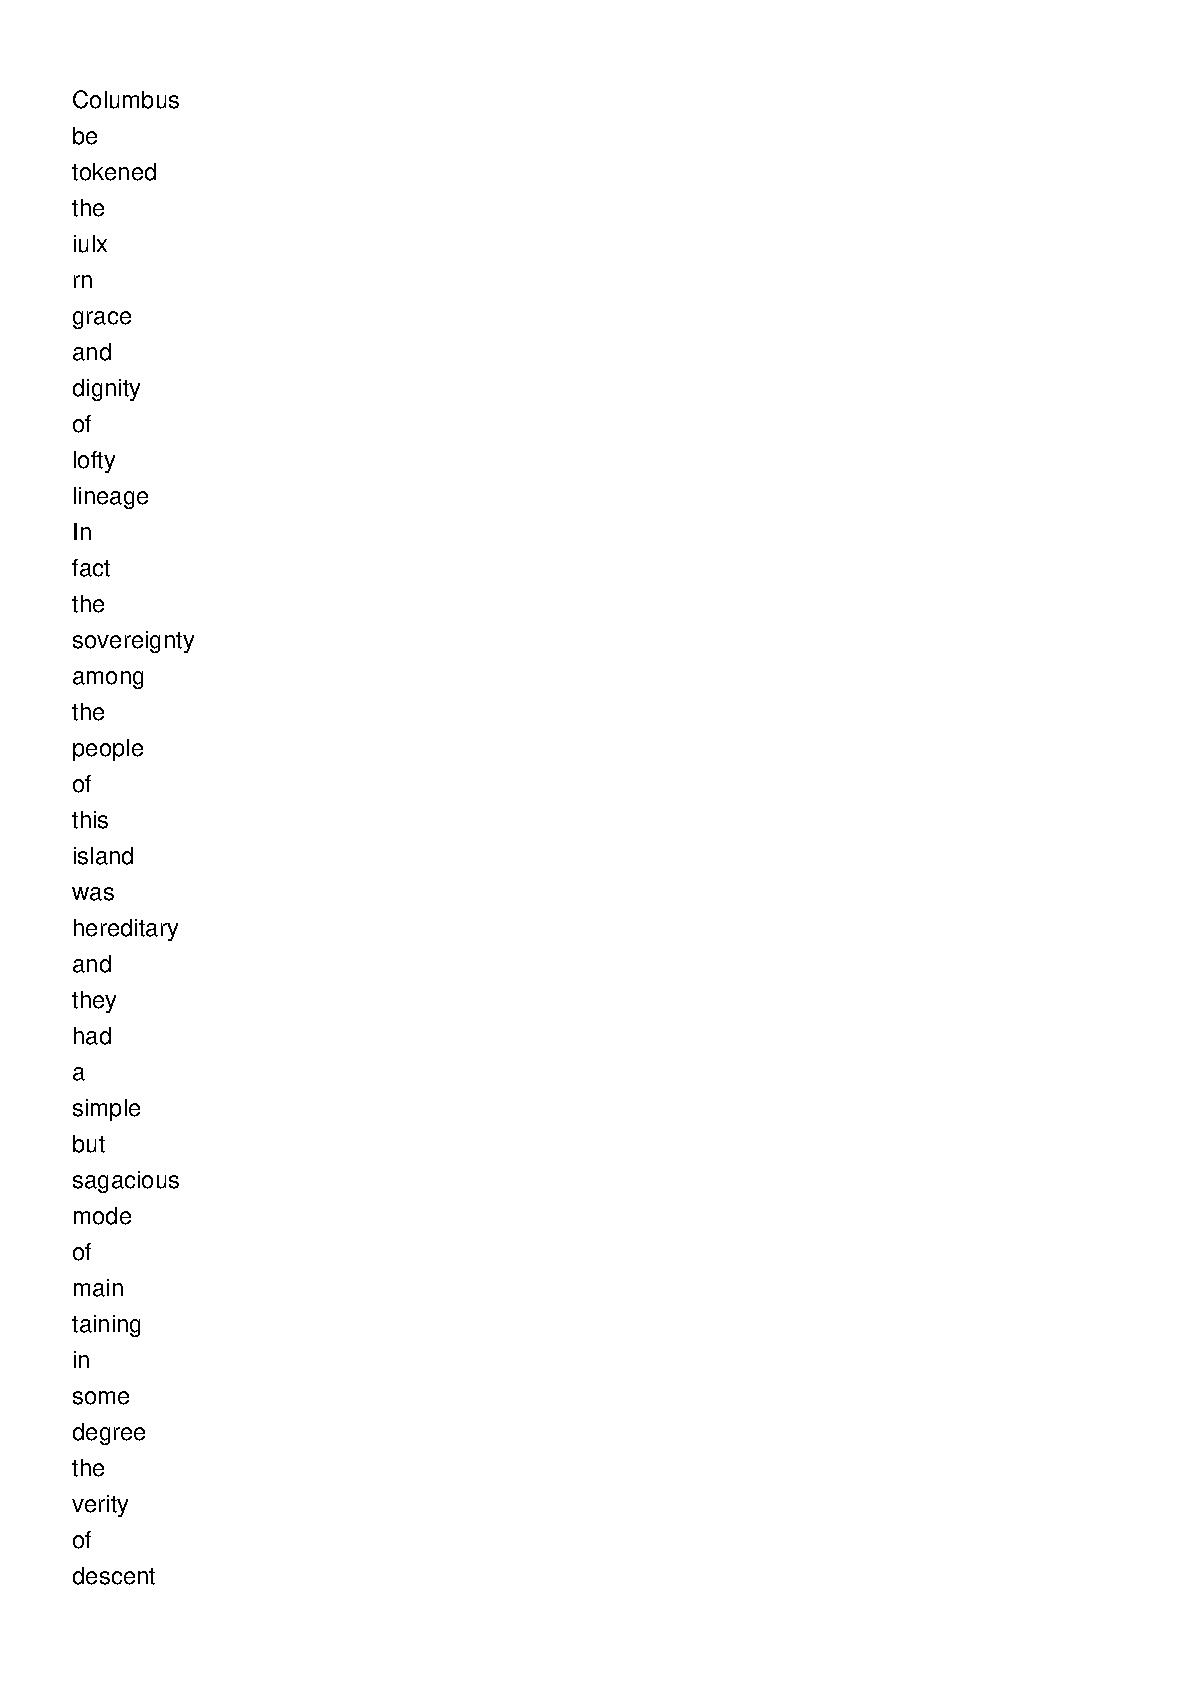 Columbus
be
tokened
the
iulx
rn
grace
and
dignity
of
lofty
lineage
In
fact
the
sovereignty
among
the
people
of
this
island
was
hereditary
and
they
had
a
simple
but
sagacious
mode
of
main
taining
in
some
degree
the
verity
of
descent